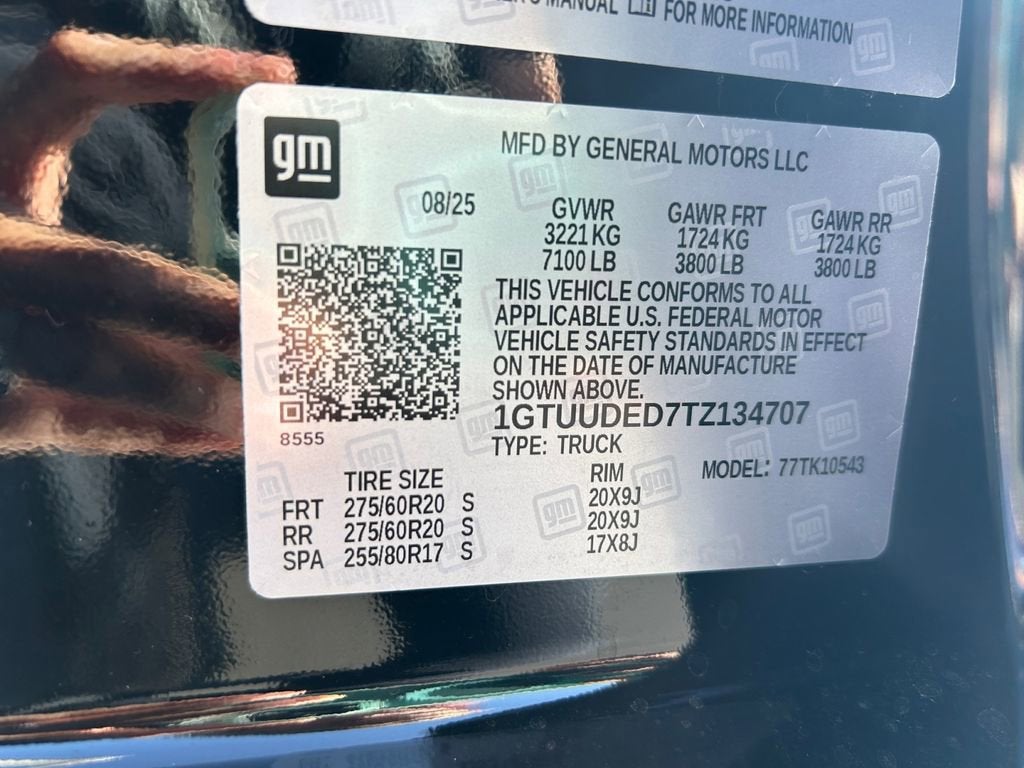 MANUAL FOR MORE INFORMATION
gm
MFD BY GENERAL MOTORS LLC
08/25
GVWR GAWR FRT GAWR RR
3221 KG 1724 KG 1724 KG
7100 LB 3800 LB 3800 LB
THIS VEHICLE CONFORMS TO ALL
APPLICABLE U.S. FEDERAL MOTOR
VEHICLE SAFETY STANDARDS IN EFFECT
ON THE DATE OF MANUFACTURE
SHOWN ABOVE.
1GTUUDED7TZ134707
8555
TYPE: TRUCK
TIRE SIZE RIM MODEL: 77TK10543
FRT 275/60R20 S 20X9J
RR 275/60R20 S 20X9J
SPA 255/80R17 S 17X8J